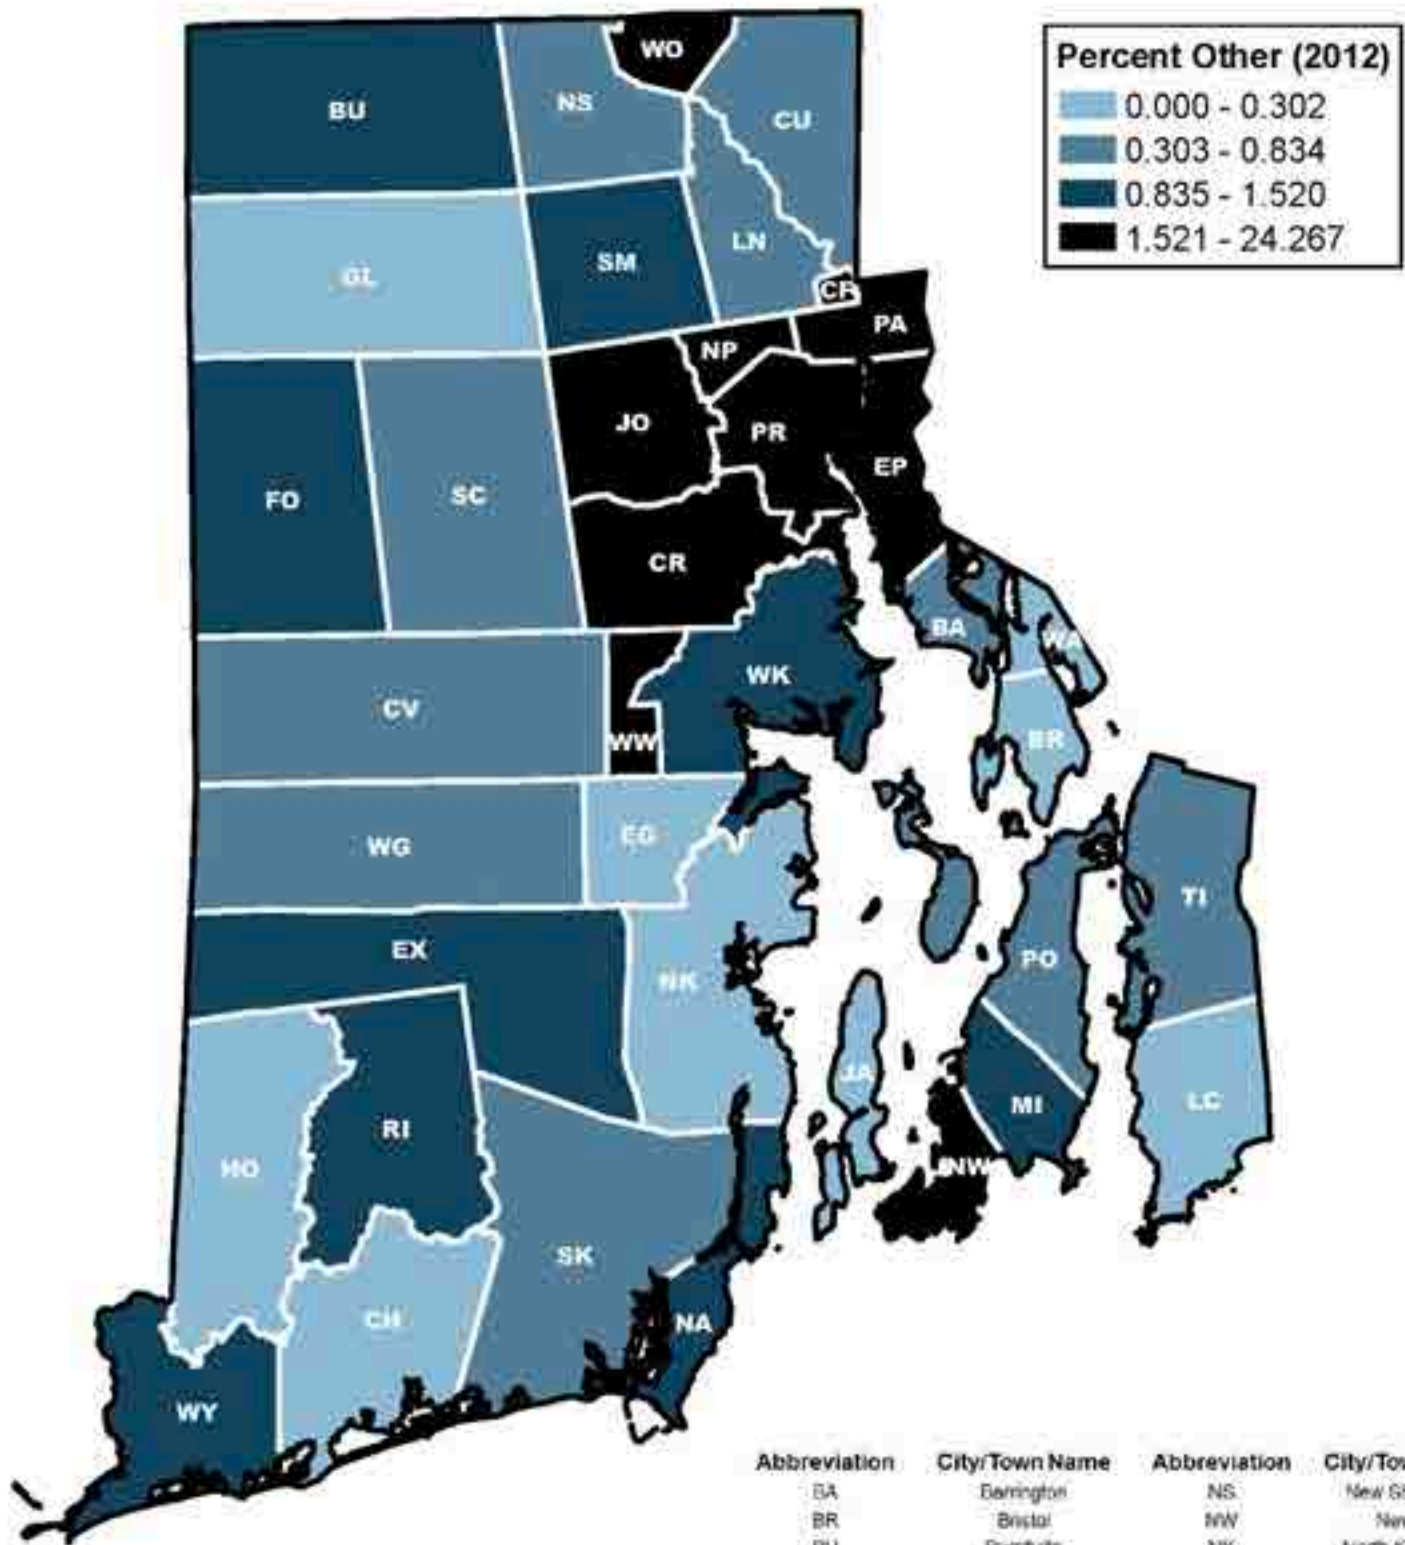 WO
Percent Other (2012)
0.000 - 0.302
0.303 - 0.834
0.835 - 1.520
1.521 - 24.267
BU
NS
CU
LN
SM
GL
CF
PA
NP
JO
PR
EP
FO
SC
CR
BA
WA
WK
CV
WW
BR
WG
EG
TI
EX
PO
NK
JA
MI
LC
RI
NW
HO
SK
CH
NA
WY
Abbreviation City/Town Name Abbreviation
BA Barrington NS
BR Bristol NW